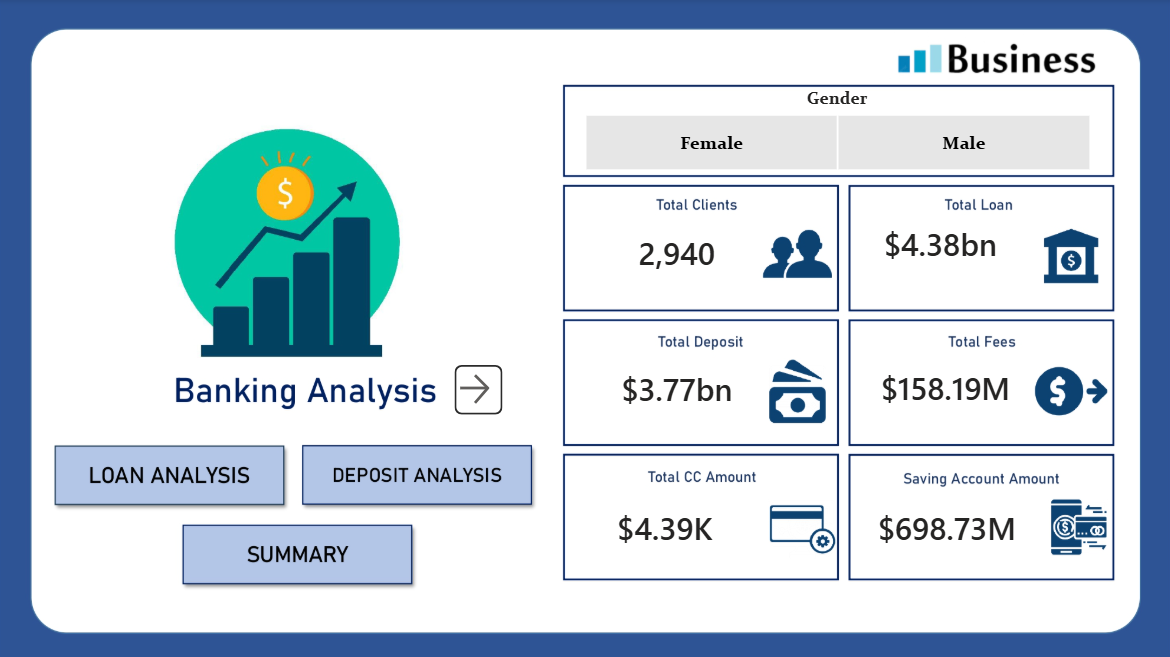 Business
Gender
Female Male
Total Clients
2,940
Total Loan
$4.38bn
$
Total Deposit
$3.77bn
Total Fees
$158.19M
$
Total CC Amount
$4.39K
Saving Account Amount
$698.73M
$
$
Banking Analysis
LOAN ANALYSIS
DEPOSIT ANALYSIS
SUMMARY